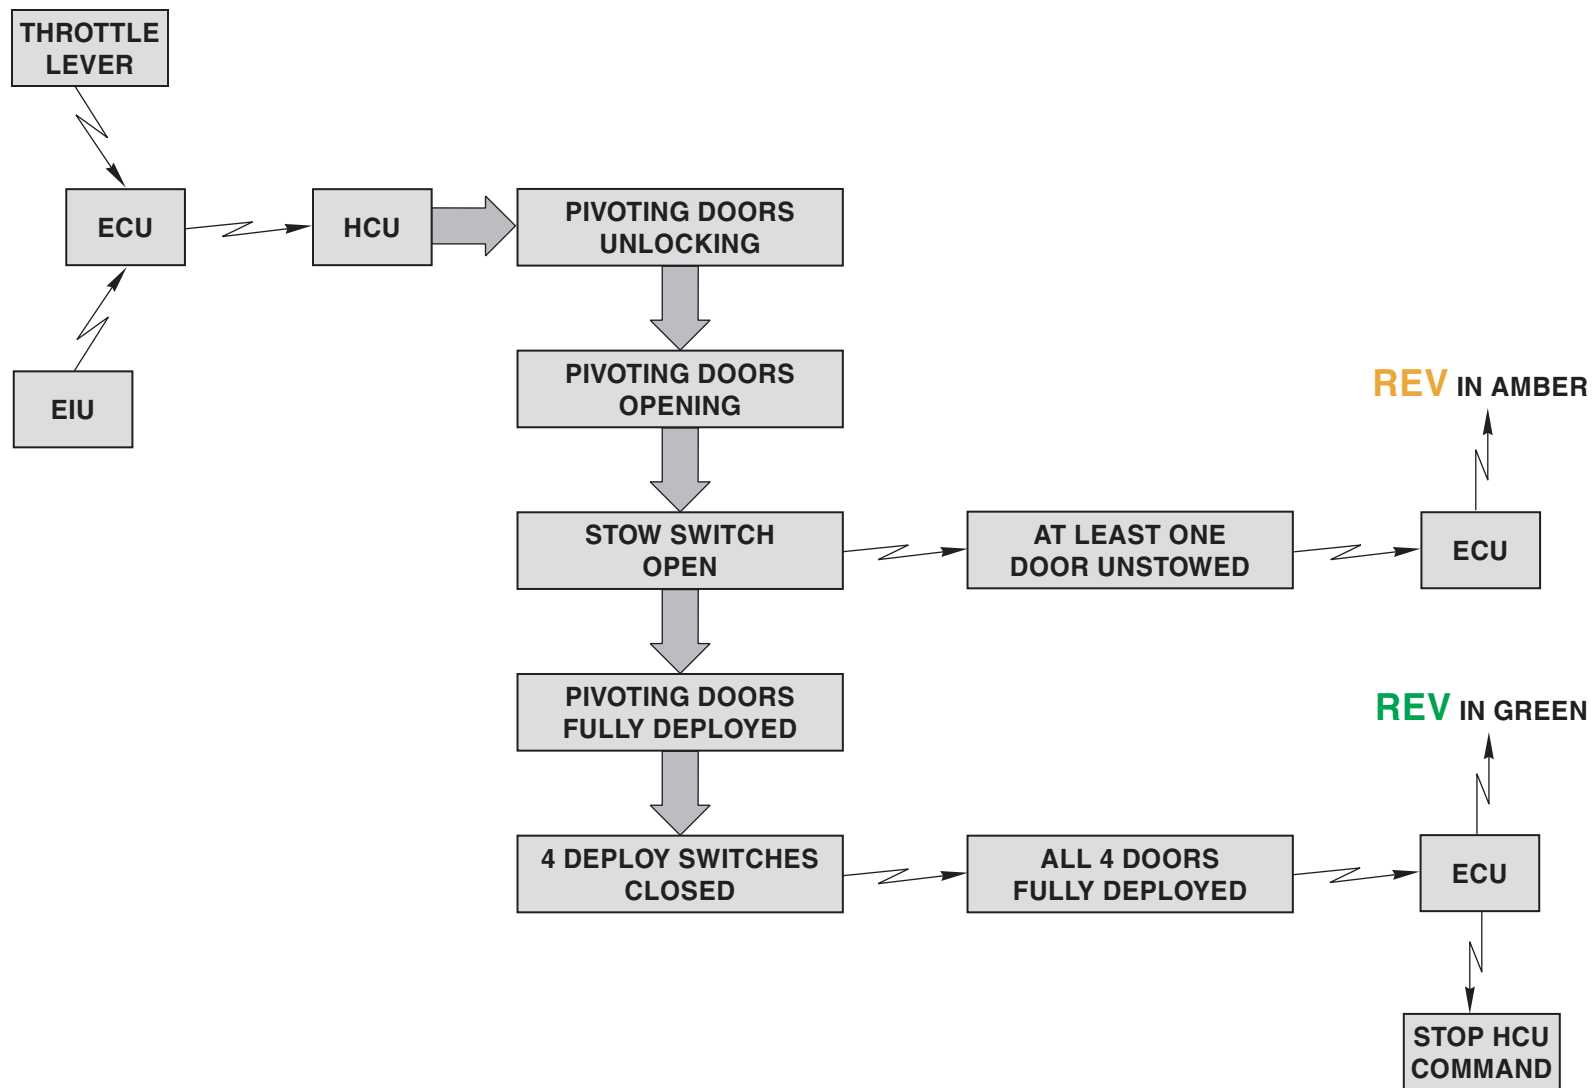 THROTTLE
LEVER
ECU
HCU
PIVOTING DOORS
UNLOCKING
EIU
PIVOTING DOORS
OPENING
REV IN AMBER
STOW SWITCH
OPEN
AT LEAST ONE
DOOR UNSTOWED
ECU
PIVOTING DOORS
FULLY DEPLOYED
REV IN GREEN
4 DEPLOY SWITCHES
CLOSED
ALL 4 DOORS
FULLY DEPLOYED
ECU
STOP HCU
COMMAND